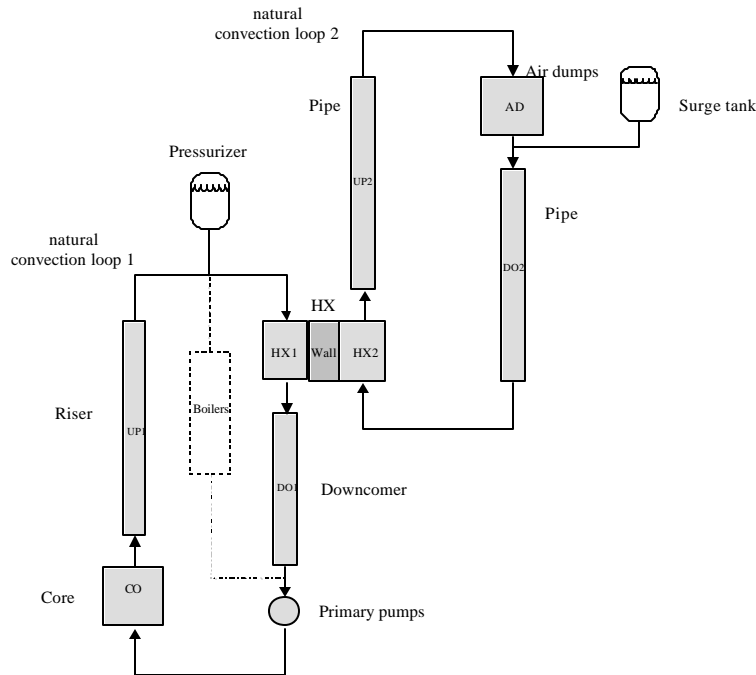 natural
convection loop 2
Air dumps
Pipe
AD
Surge tank
Pressurizer
UP2
Pipe
natural
convection loop 1
DO2
HX
HX1
Wall
HX2
Riser
UP1
Boilers
DO1
Downcomer
Core
CO
Primary pumps